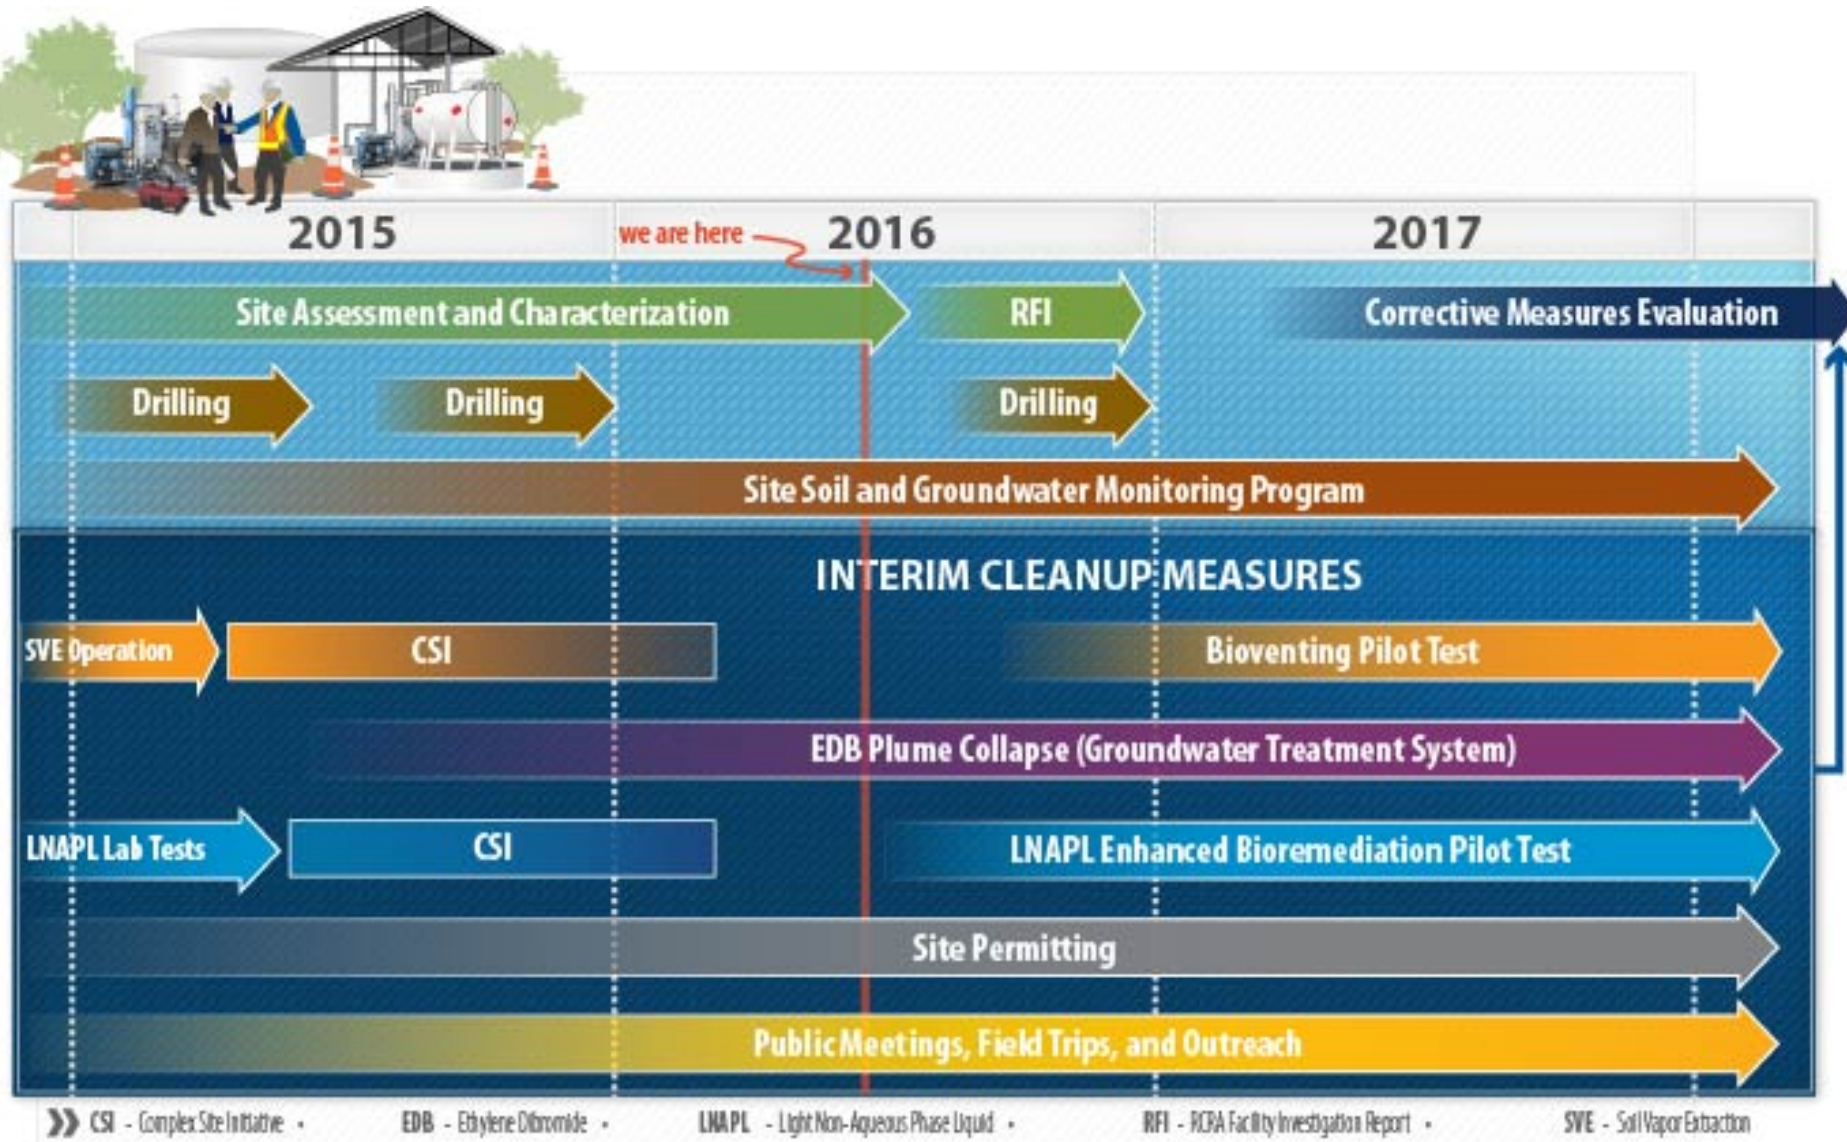 2015
we are here
2016
2017
Site Assessment and Characterization
RFI
Corrective Measures Evaluation
Drilling
Drilling
Drilling
Site Soil and Groundwater Monitoring Program
INTERIM CLEANUP MEASURES
SVE Operation
CSI
Bioventing Pilot Test
EDB Plume Collapse (Groundwater Treatment System)
LNAPL Lab Tests
CSI
LNAPL Enhanced Bioremediation Pilot Test
Site Permitting
Public Meetings, Field Trips, and Outreach
CSI - Complex Site Initiative • EDB - Ethylene Dibromide • LNAPL - Light Non-Aqueous Phase Liquid • RFI - RCRA Facility Investigation Report • SVE - Soil Vapor Extraction